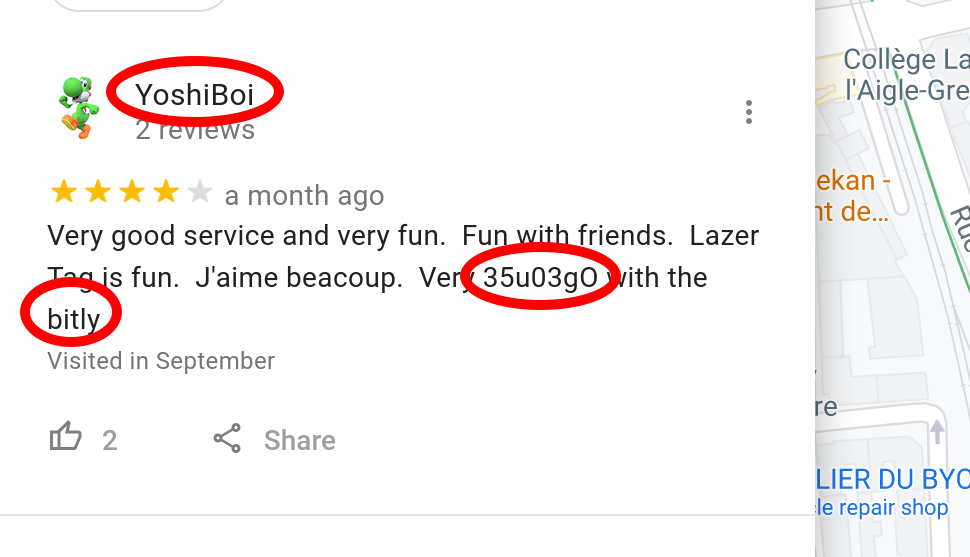 YoshiBoi
2 reviews
a month ago
Very good service and very fun. Fun with friends. Lazer
Tag is fun. J'aime beacoup. Very 35u03gO with the
bitly
Visited in September
2
Share
Collège La
l'Aigle-Gre
ekan -
nt de...
Rue
re
LIER DU BYC
cle repair shop